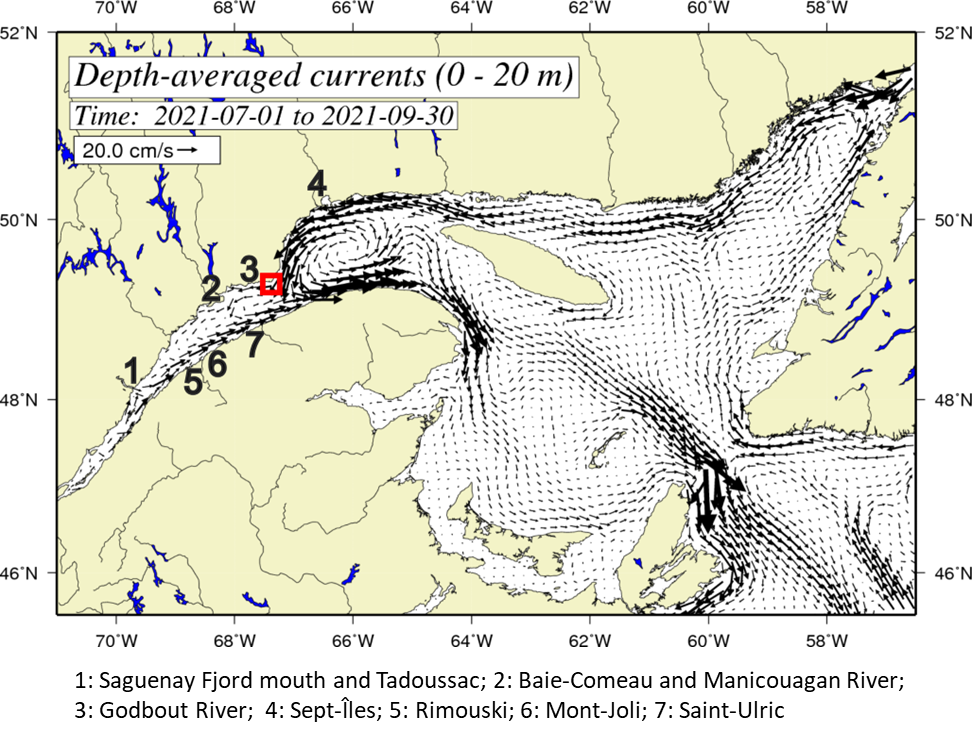 70°W 68°W 66°W 64°W 62°W 60°W 58°W
52°N 52°N
Depth-averaged currents (0 - 20 m)
Time: 2021-07-01 to 2021-09-30
20.0 cm/s
4
50°N 50°N
3
2
7
1 6
5
48°N 48°N
46°N 46°N
70°W 68°W 66°W 64°W 62°W 60°W 58°W
1: Saguenay Fjord mouth and Tadoussac; 2: Baie-Comeau and Manicouagan River;
3: Godbout River; 4: Sept-Îles; 5: Rimouski; 6: Mont-Joli; 7: Saint-Ulric